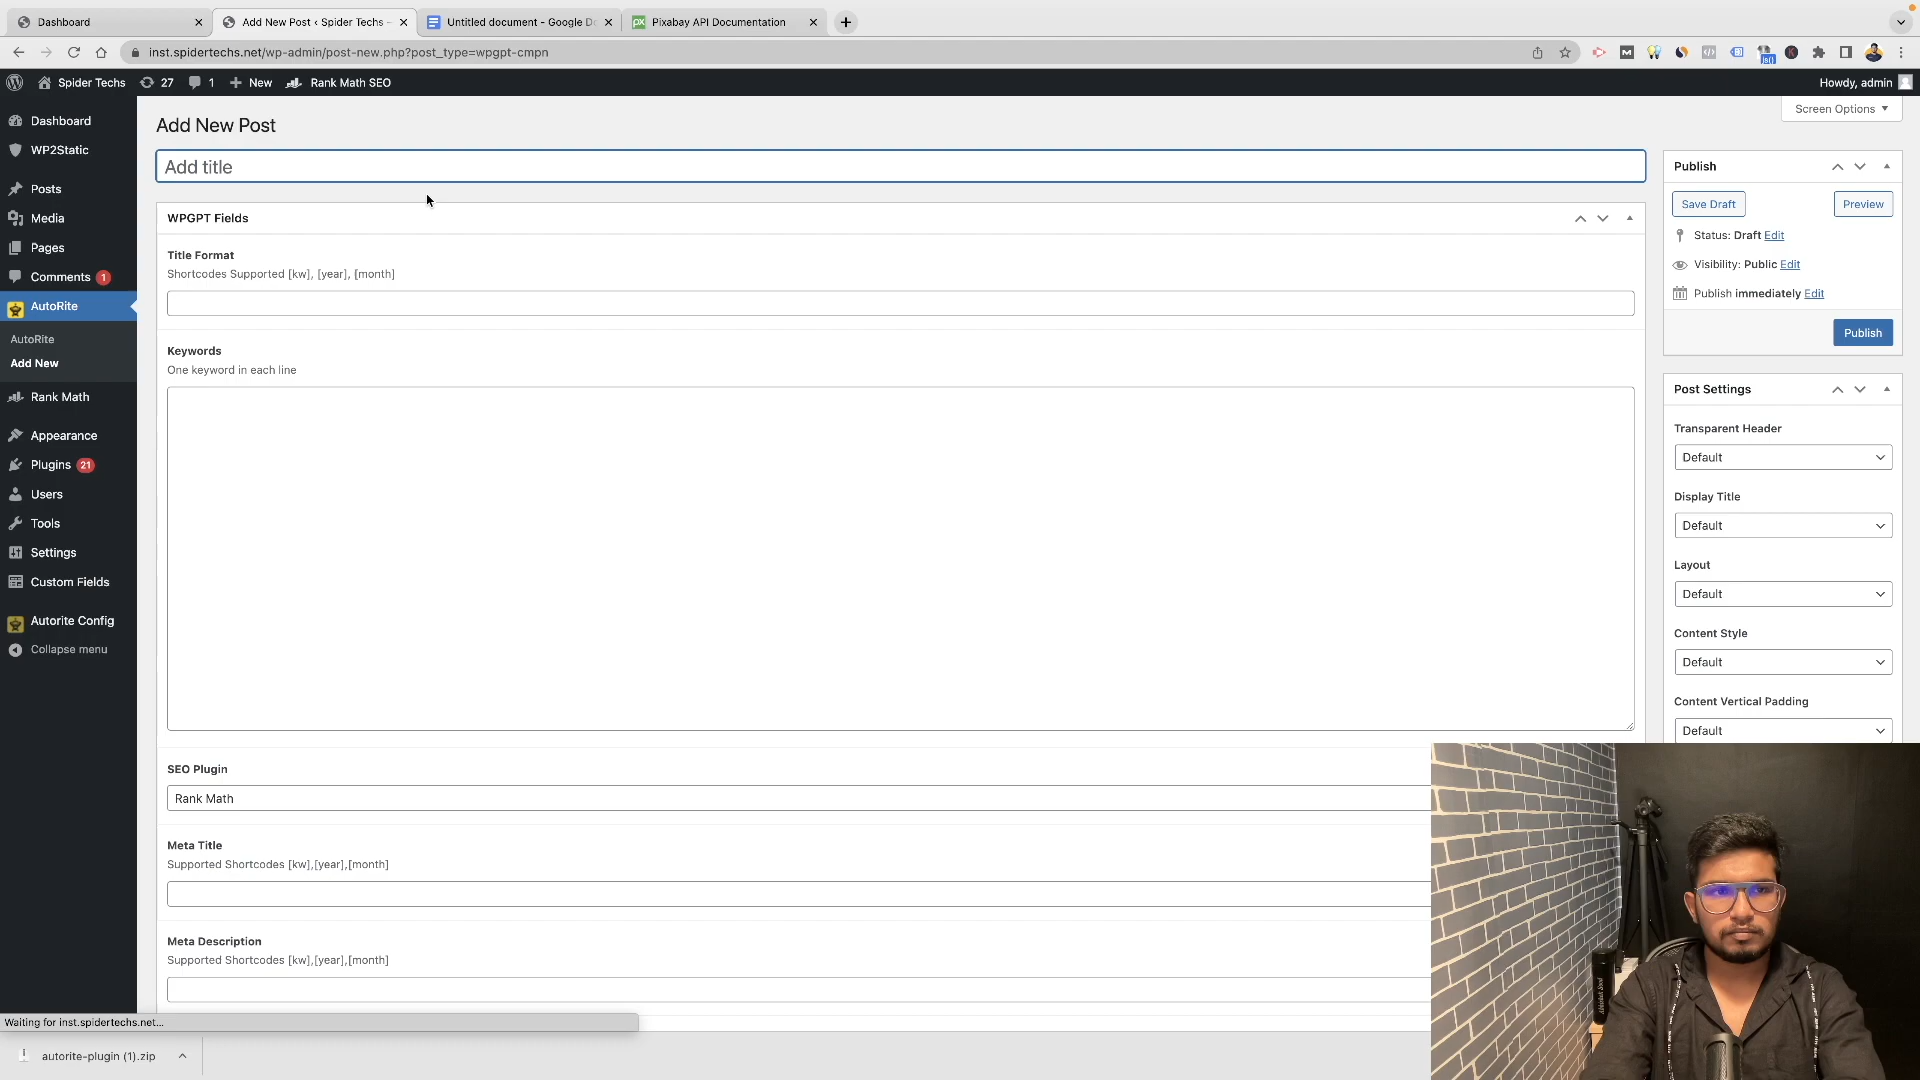 Dashboard
Add New Post ‹ Spider Techs –
Untitled document - Google Do
Pixabay API Documentation
inst.spidertechs.net/wp-admin/post-new.php?post_type=wpgpt-cmpn
Spider Techs
27
1
New
Rank Math SEO
Howdy, admin
Dashboard
WP2Static
Posts
Media
Pages
Comments 1
AutoRite
AutoRite
Add New
Rank Math
Appearance
Plugins 21
Users
Tools
Settings
Custom Fields
Autorite Config
Collapse menu
Screen Options
Add New Post
Add title
WPGPT Fields
Title Format
Shortcodes Supported [kw], [year], [month]
Keywords
One keyword in each line
SEO Plugin
Rank Math
Meta Title
Supported Shortcodes [kw],[year],[month]
Meta Description
Supported Shortcodes [kw],[year],[month]
Publish
Save Draft
Preview
Status: Draft Edit
Visibility: Public Edit
Publish immediately Edit
Publish
Post Settings
Transparent Header
Default
Display Title
Default
Layout
Default
Content Style
Default
Content Vertical Padding
Default
Waiting for inst.spidertechs.net...
autorite-plugin (1).zip